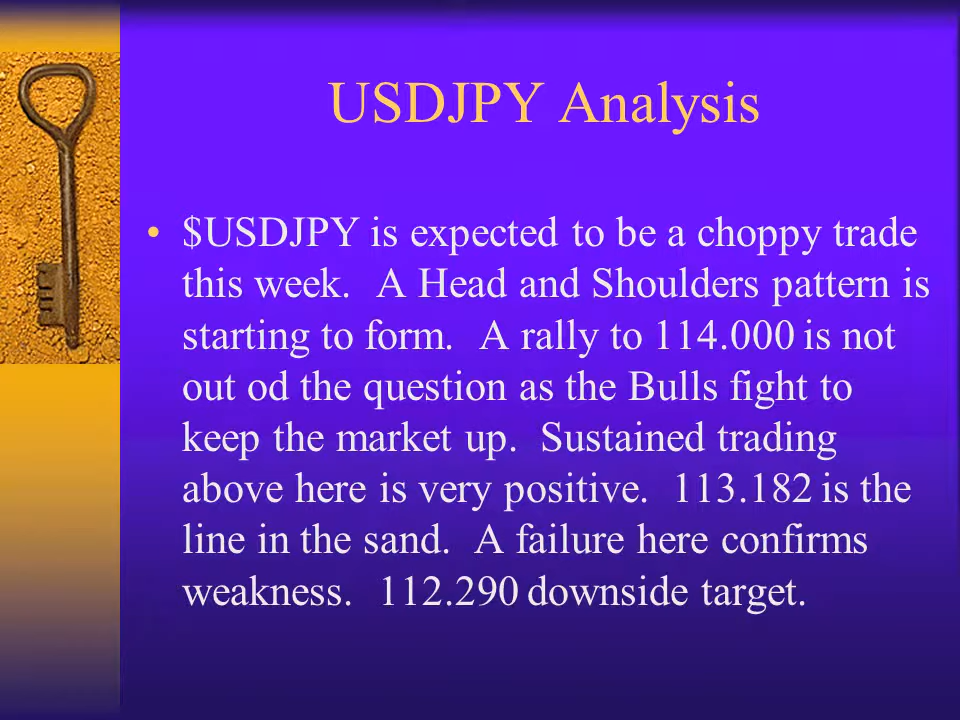 USDJPY Analysis
• $USDJPY is expected to be a choppy trade
this week.  A Head and Shoulders pattern is
starting to form.  A rally to 114.000 is not
out od the question as the Bulls fight to
keep the market up.  Sustained trading
above here is very positive.  113.182 is the
line in the sand.  A failure here confirms
weakness.  112.290 downside target.